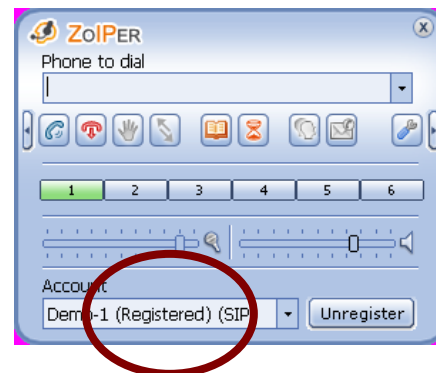 ZoIPER
Phone to dial
1 2 3 4 5 6
Account
Demo-1 (Registered) (SIP Unregister